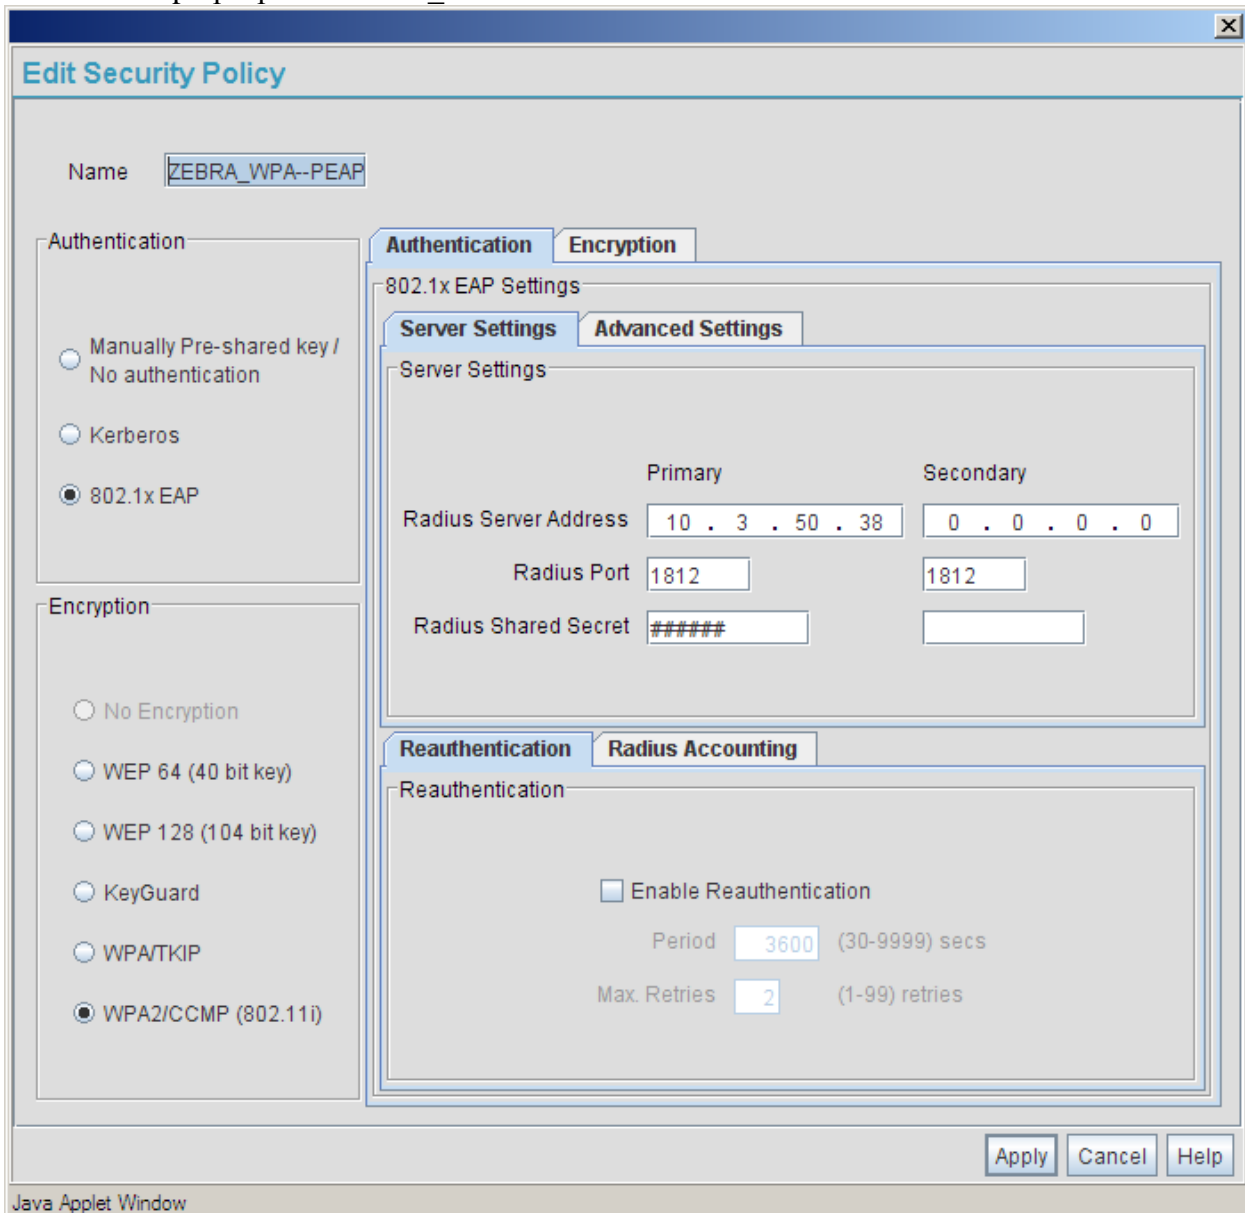 Edit Security Policy
Name ZEBRA_WPA--PEAP
Authentication
Manually Pre-shared key /
No authentication
Kerberos
802.1x EAP
Encryption
No Encryption
WEP 64 (40 bit key)
WEP 128 (104 bit key)
KeyGuard
WPA/TKIP
WPA2/CCMP (802.11i)
Authentication Encryption
802.1x EAP Settings
Server Settings Advanced Settings
Server Settings
Primary Secondary
Radius Server Address 10 . 3 . 50 . 38 0 . 0 . 0 . 0
Radius Port 1812 1812
Radius Shared Secret ######
Reauthentication Radius Accounting
Reauthentication
Enable Reauthentication
Period 3600 (30-9999) secs
Max. Retries 2 (1-99) retries
Apply Cancel Help
Java Applet Window